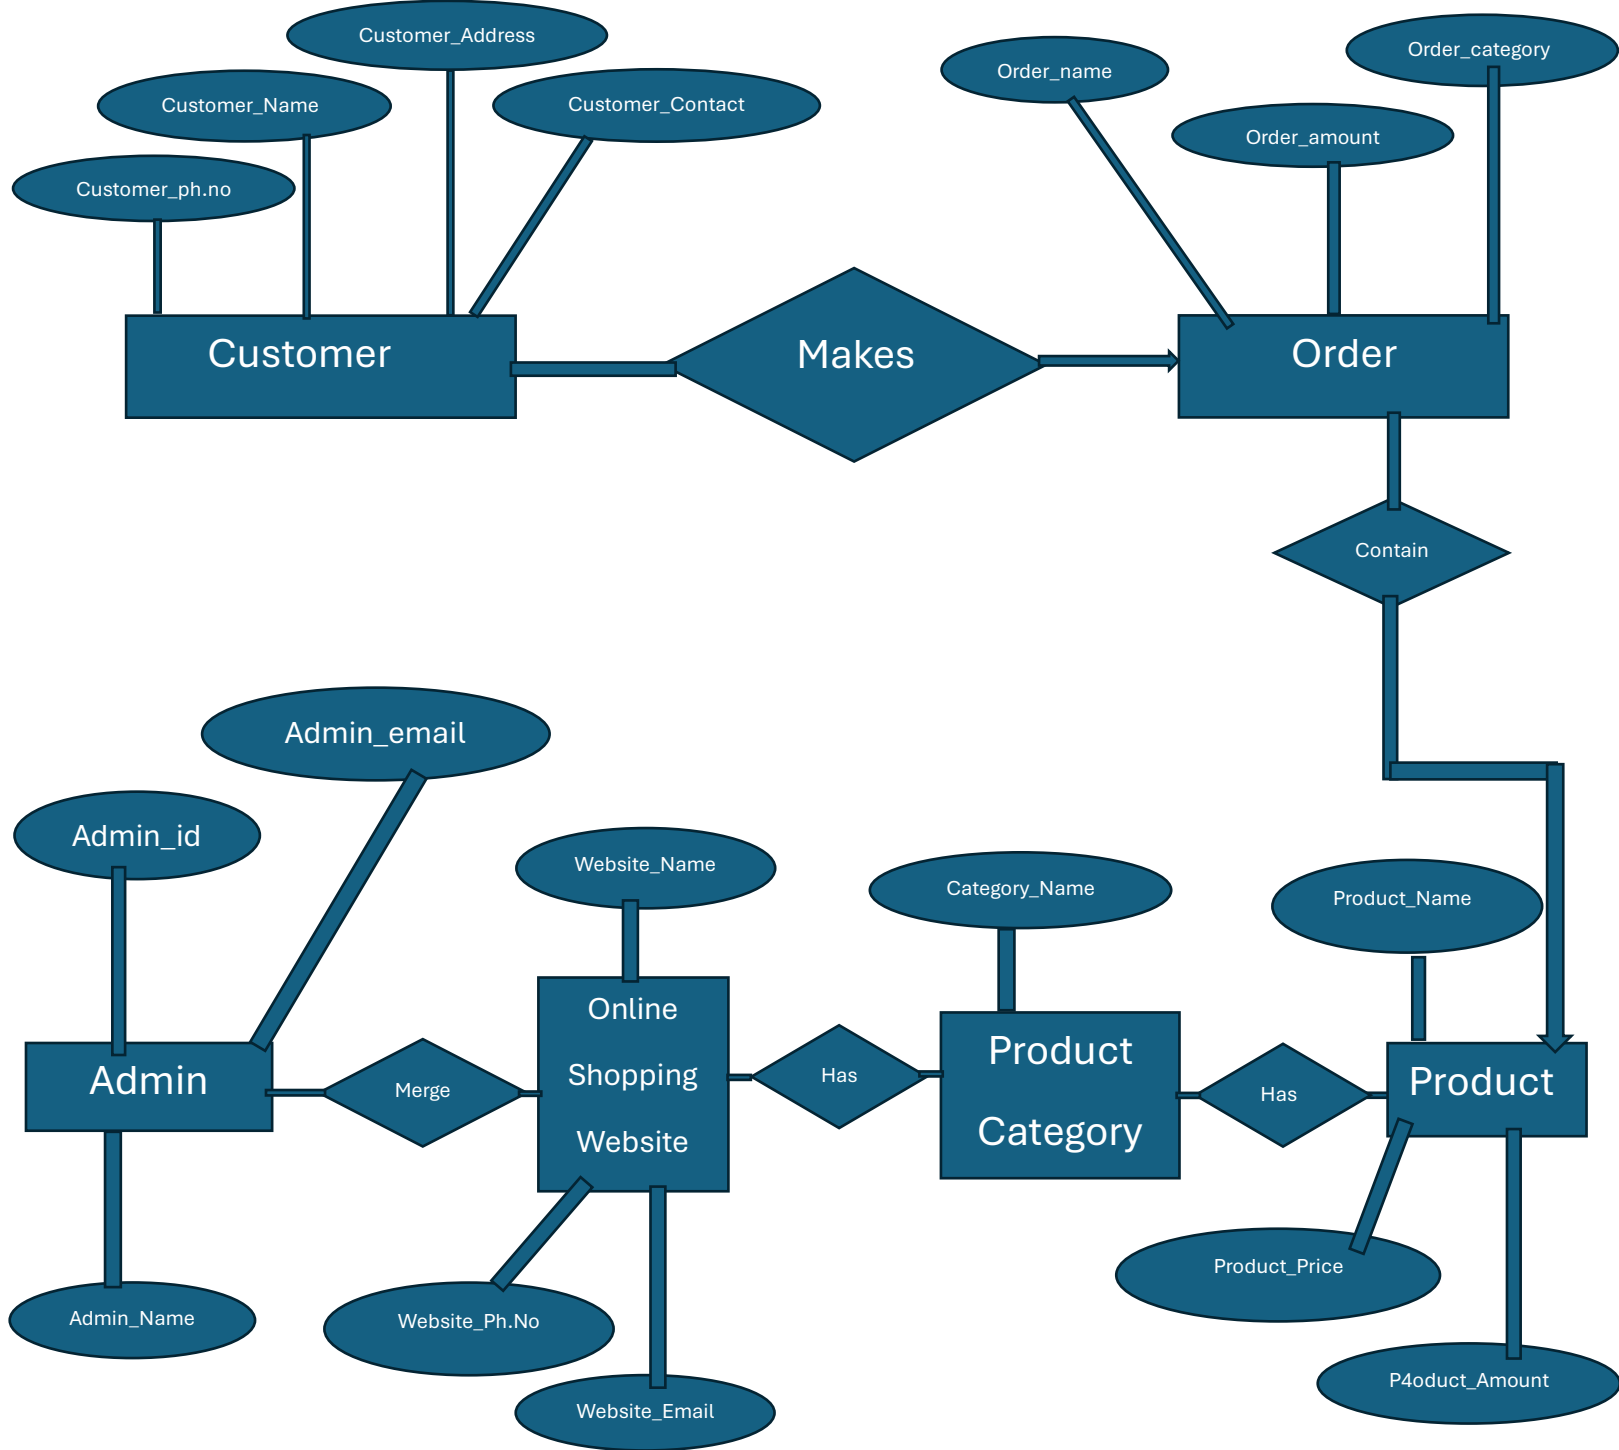 Customer_Address
Order_category
Order_name
Customer_Name
Customer_Contact
Order_amount
Customer_ph.no
Customer
Makes
Order
Contain
Admin_email
Admin_id
Website_Name
Category_Name
Product_Name
Online
Shopping
Website
Product
Category
Admin
Merge
Has
Has
Product
Product_Price
Admin_Name
Website_Ph.No
P4oduct_Amount
Website_Email